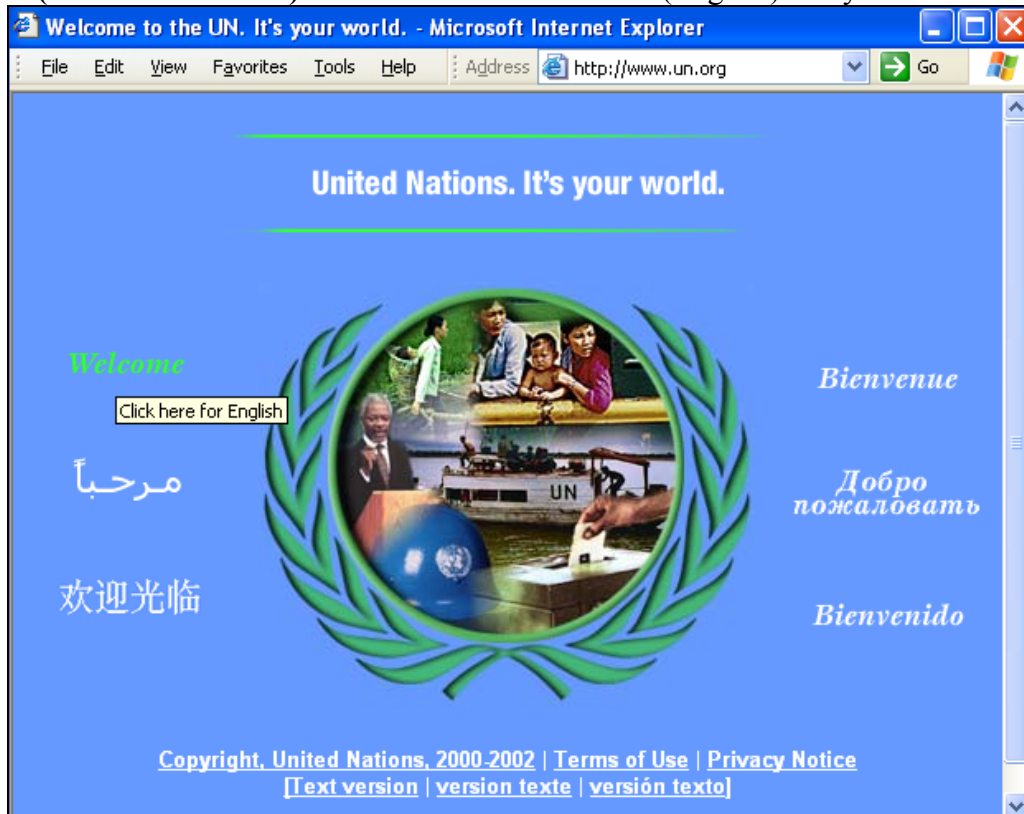 Welcome to the UN. It's your world. - Microsoft Internet Explorer
File Edit View Favorites Tools Help Address http://www.un.org Go
United Nations. It's your world.
Welcome
Click here for English
مرحباً
欢迎光临
UN
Bienvenue
Добро
пожаловать
Bienvenido
Copyright, United Nations, 2000-2002 | Terms of Use | Privacy Notice
[Text version | version texte | versión texto]